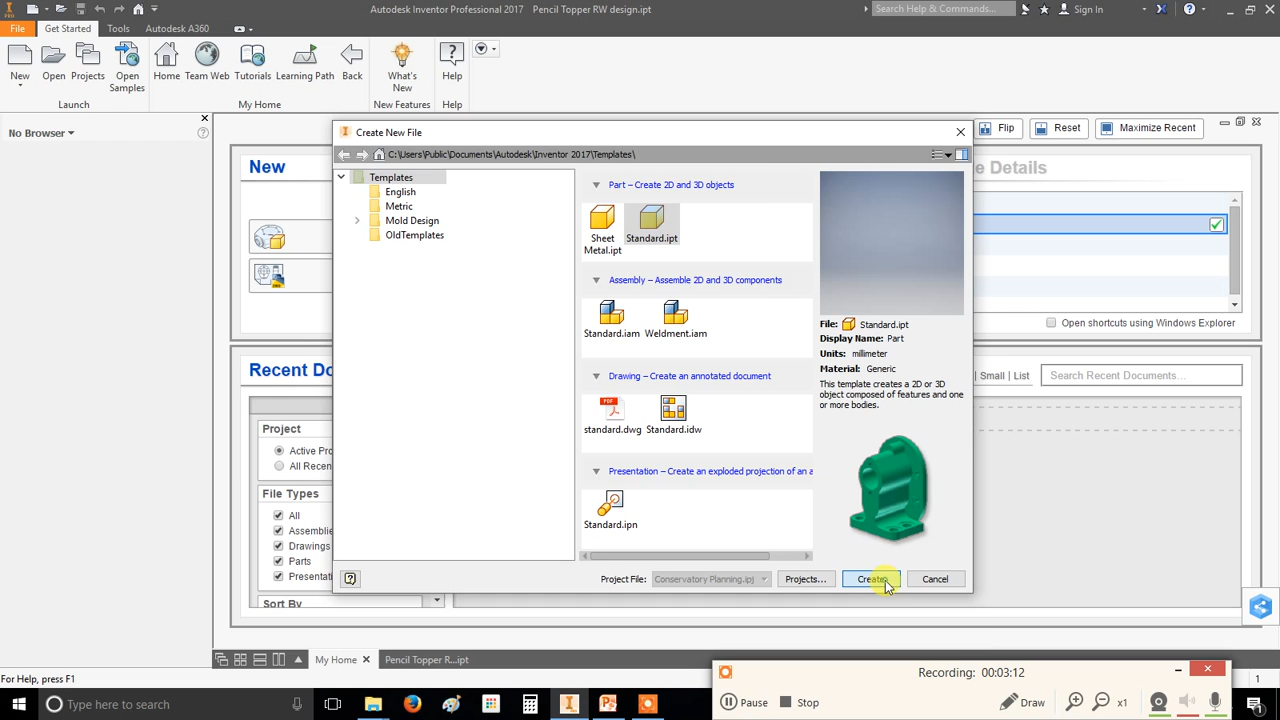 PRO
Autodesk Inventor Professional 2017   Pencil Topper RW design.ipt
Search Help & Commands...
Sign In
File
Get Started
Tools
Autodesk A360
New
Open
Projects
Open
Samples
Home
Team Web
Tutorials
Learning Path
Back
What's
New
Help
Launch
My Home
New Features
Help
No Browser
Flip
Reset
Maximize Recent
New
Details
Open shortcuts using Windows Explorer
Create New File
C:\Users\Public\Documents\Autodesk\Inventor 2017\Templates\
Templates
English
Metric
Mold Design
OldTemplates
Part – Create 2D and 3D objects
Sheet
Metal.ipt
Standard.ipt
Assembly – Assemble 2D and 3D components
Standard.iam
Weldment.iam
Drawing – Create an annotated document
PDF
standard.dwg
Standard.idw
Presentation – Create an exploded projection of an a
Standard.ipn
File: Standard.ipt
Display Name: Part
Units: millimeter
Material: Generic
This template creates a 2D or 3D
object composed of features and one
or more bodies.
Project File:
Conservatory Planning.ipj
Projects...
Create
Cancel
Recent Do
Small | List
Search Recent Documents...
Project
Active Pro
All Recen
File Types
All
Assemblie
Drawings
Parts
Presentat
Sort By
My Home
Pencil Topper R...ipt
For Help, press F1
1
Recording: 00:03:12
Pause
Stop
Draw
x1
Type here to search